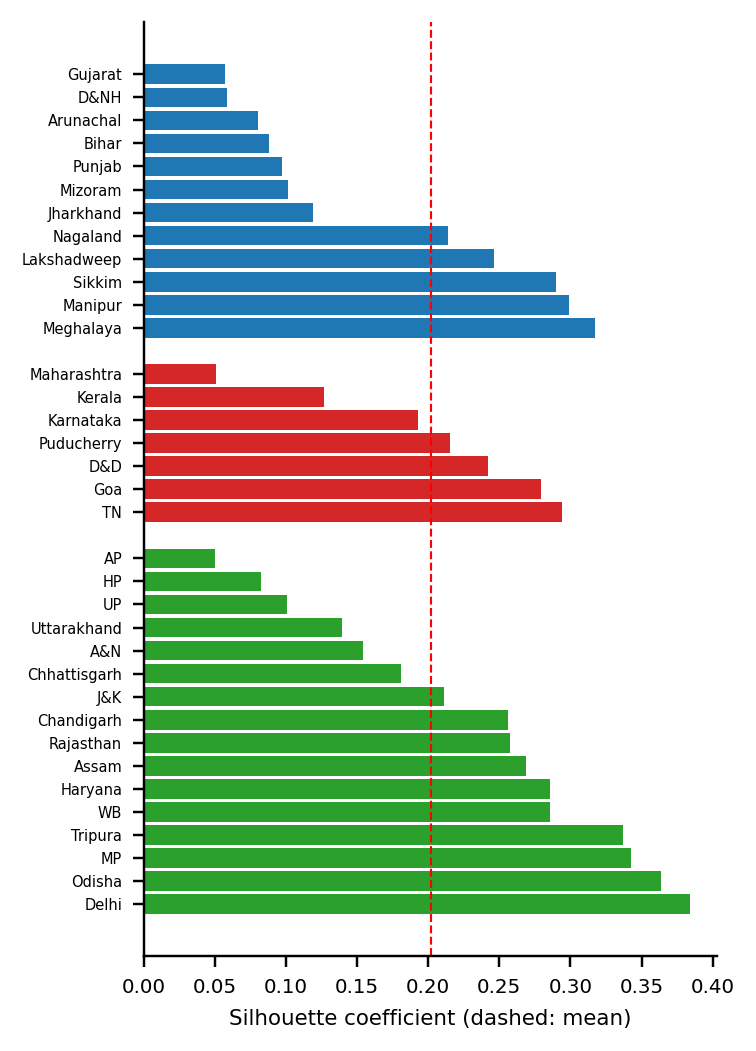 Gujarat
D&NH
Arunachal
Bihar
Punjab
Mizoram
Jharkhand
Nagaland
Lakshadweep
Sikkim
Manipur
Meghalaya
Maharashtra
Kerala
Karnataka
Puducherry
D&D
Goa
TN
AP
HP
UP
Uttarakhand
A&N
Chhattisgarh
J&K
Chandigarh
Rajasthan
Assam
Haryana
WB
Tripura
MP
Odisha
Delhi
0.00 0.05 0.10 0.15 0.20 0.25 0.30 0.35 0.40
Silhouette coefficient (dashed: mean)